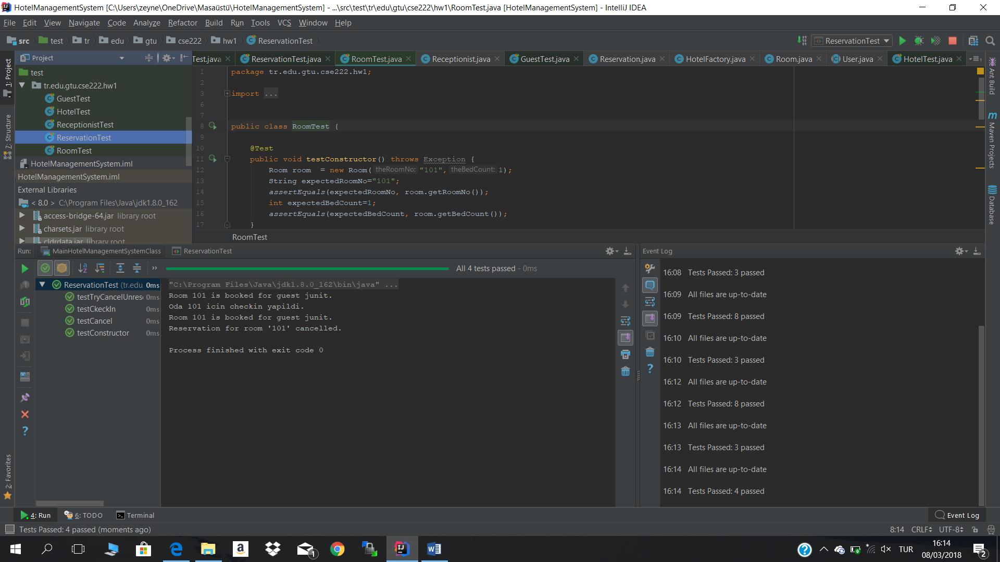 HotelManagementSystem [C:\Users\zeyne\OneDrive\Masaüstü\HotelManagementSystem] - ...\src\test\tr\edu\gtu\cse222\hw1\RoomTest.java [HotelManagementSystem] - IntelliJ IDEA
File Edit View Navigate Code Analyze Refactor Build Run Tools VCS Window Help
src test tr edu gtu cse222 hw1 ReservationTest
ReservationTest
1: Project
7: Structure
2: Favorites
Project
test
tr.edu.gtu.cse222.hw1
GuestTest
HotelTest
ReceptionistTest
ReservationTest
RoomTest
HotelManagementSystem.iml
HotelManagementSystem.iml
External Libraries
< 8.0 > C:\Program Files\Java\jdk1.8.0_162
access-bridge-64.jar library root
charsets.jar library root
cldrdata.jar library root
Test.java ReservationTest.java RoomTest.java Receptionist.java GuestTest.java Reservation.java HotelFactory.java Room.java User.java HotelTest.java
1 package tr.edu.gtu.cse222.hw1;
2
3 import ...
6
7
8 public class RoomTest {
9
10 @Test
11 public void testConstructor() throws Exception {
12 Room room  = new Room( theRoomNo: "101", theBedCount: 1);
13 String expectedRoomNo="101";
14 assertEquals(expectedRoomNo, room.getRoomNo());
15 int expectedBedCount=1;
16 assertEquals(expectedBedCount, room.getBedCount());
17 }
RoomTest
Ant Build
m Maven Projects
Database
Run: MainHotelManagementSystemClass ReservationTest
All 4 tests passed - 0ms
ReservationTest (tr.edu 0ms
testTryCancelUnres 0ms
testCkeckIn 0ms
testCancel 0ms
testConstructor 0ms
"C:\Program Files\Java\jdk1.8.0_162\bin\java" ...
Room 101 is booked for guest junit.
Oda 101 icin checkin yapildi.
Room 101 is booked for guest junit.
Reservation for room '101' cancelled.
Process finished with exit code 0
Event Log
16:08 Tests Passed: 3 passed
16:09 All files are up-to-date
16:09 Tests Passed: 8 passed
16:10 All files are up-to-date
16:10 Tests Passed: 3 passed
16:12 All files are up-to-date
16:12 Tests Passed: 8 passed
16:13 All files are up-to-date
16:13 Tests Passed: 3 passed
16:14 All files are up-to-date
16:14 Tests Passed: 4 passed
4: Run 6: TODO Terminal Event Log
Tests Passed: 4 passed (moments ago) 8:14 CRLF UTF-8
TUR
16:14
08/03/2018
1
2